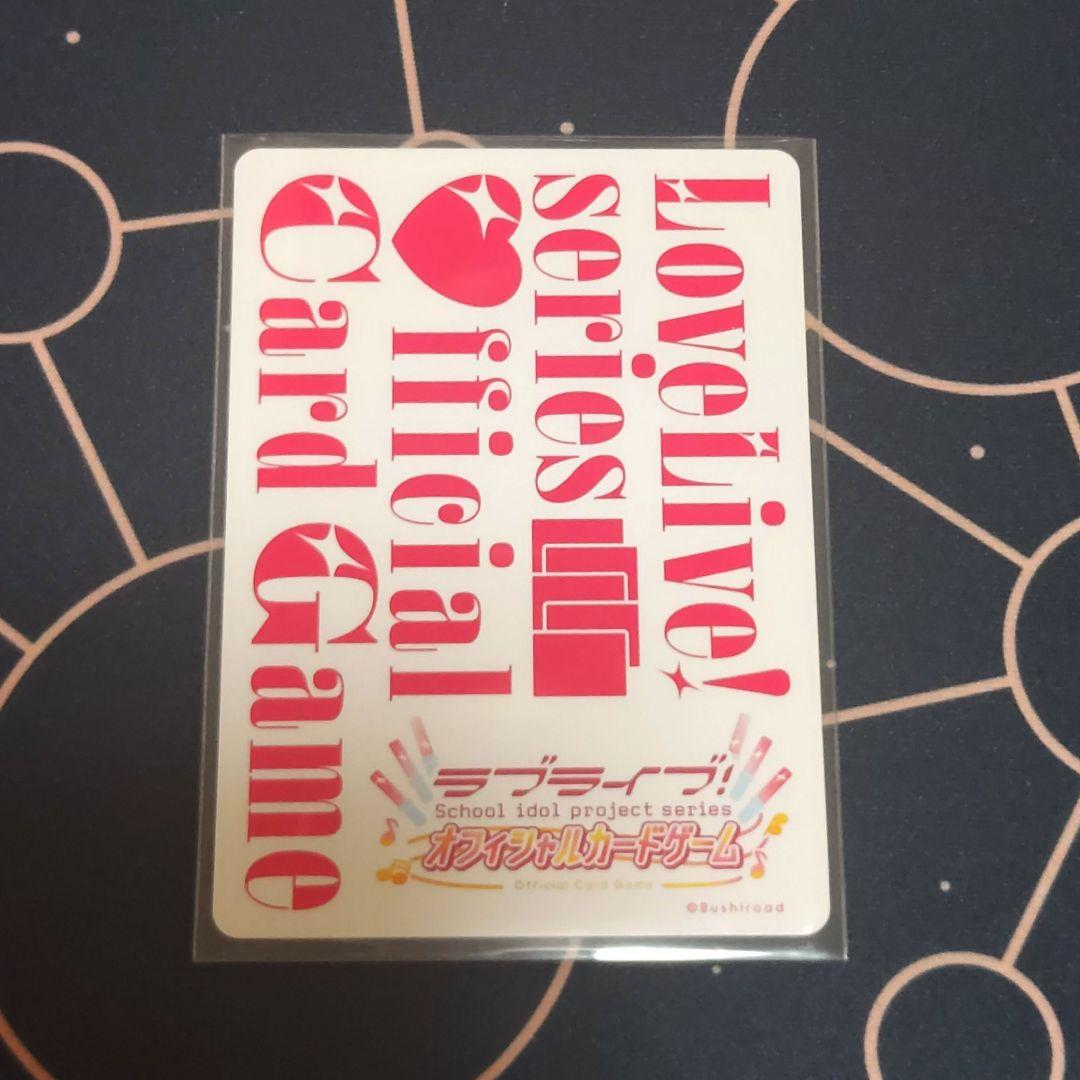 LoveLive!
series
♥fficial
Card Game
ラブライブ!
School idol project series
オフィシャルカードゲーム
Official Card Game
©Bushiroad